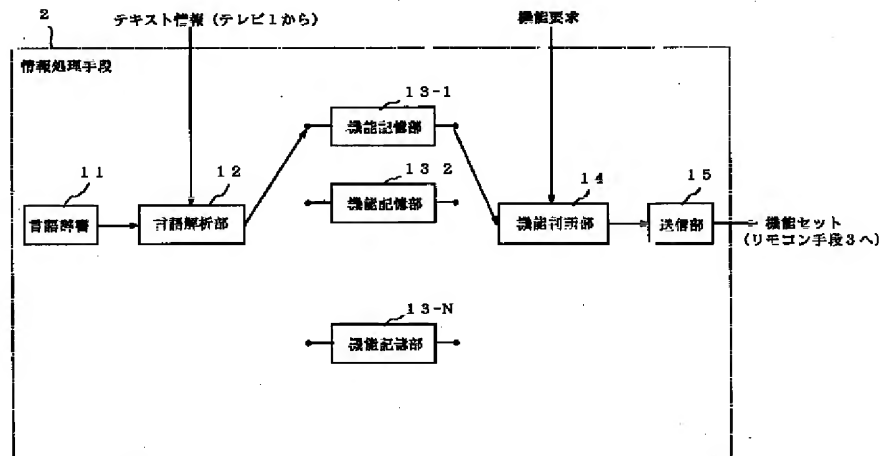 テキスト情報（テレビ１から）
機能要求
２
情報処理手段
１３-１
機能記憶部
１３ ２
機能記憶部
１１
言語辞書
１２
言語解析部
１４
機能判断部
１５
送信部
機能セット
（リモコン手段３へ）
１３-Ｎ
機能記憶部